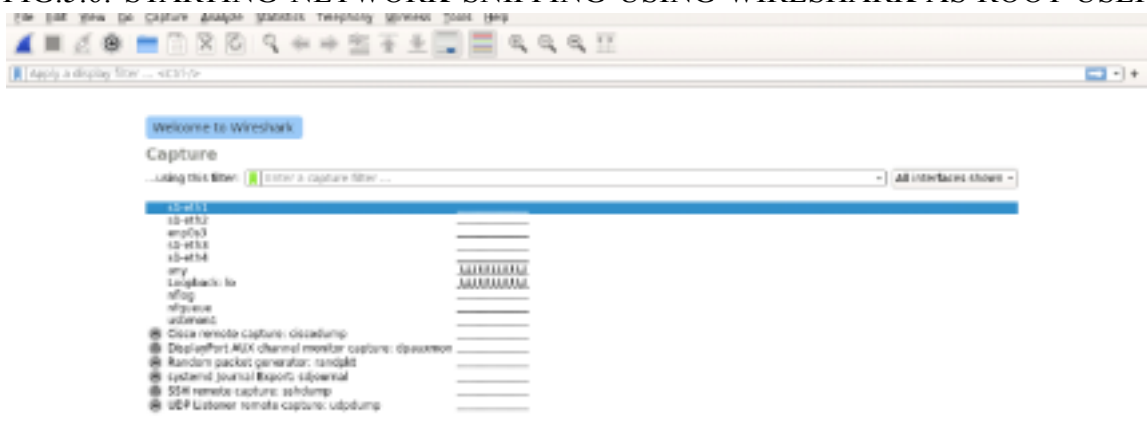 FIG.5.6: STARTING NETWORK SNIFFING USING WIRESHARK AS ROOT USER
File Edit View Go Capture Analyze Statistics Telephony Wireless Tools Help
Apply a display filter ... <Ctrl-/>
Welcome to Wireshark
Capture
...using this filter: Enter a capture filter ... All interfaces shown
s1-eth1
s1-eth2
enp0s3
s1-eth3
s1-eth4
any
Loopback: lo
nflog
nfqueue
usbmon1
Cisco remote capture: ciscodump
DisplayPort AUX channel monitor capture: dpauxmon
Random packet generator: randpkt
systemd Journal Export: sdjournal
SSH remote capture: sshdump
UDP Listener remote capture: udpdump